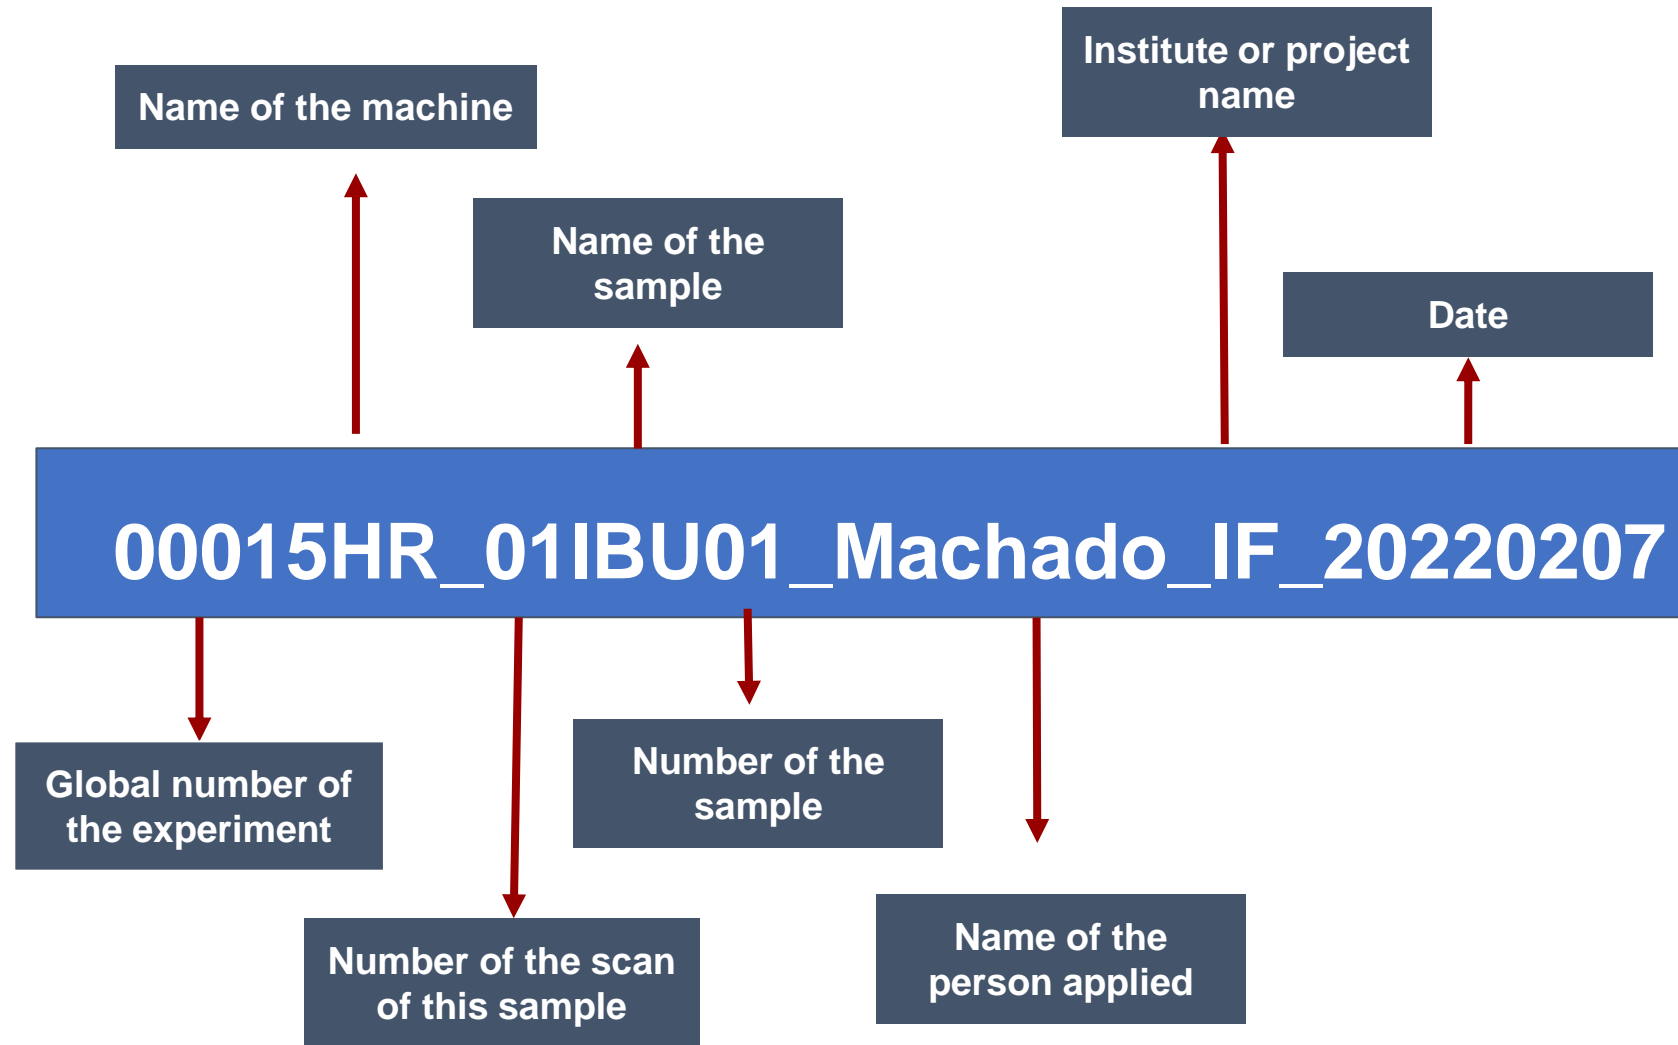 Institute or project
name
Name of the machine
Name of the
sample
Date
00015HR_01IBU01_Machado_IF_20220207
Global number of
the experiment
Number of the
sample
Number of the scan
of this sample
Name of the
person applied